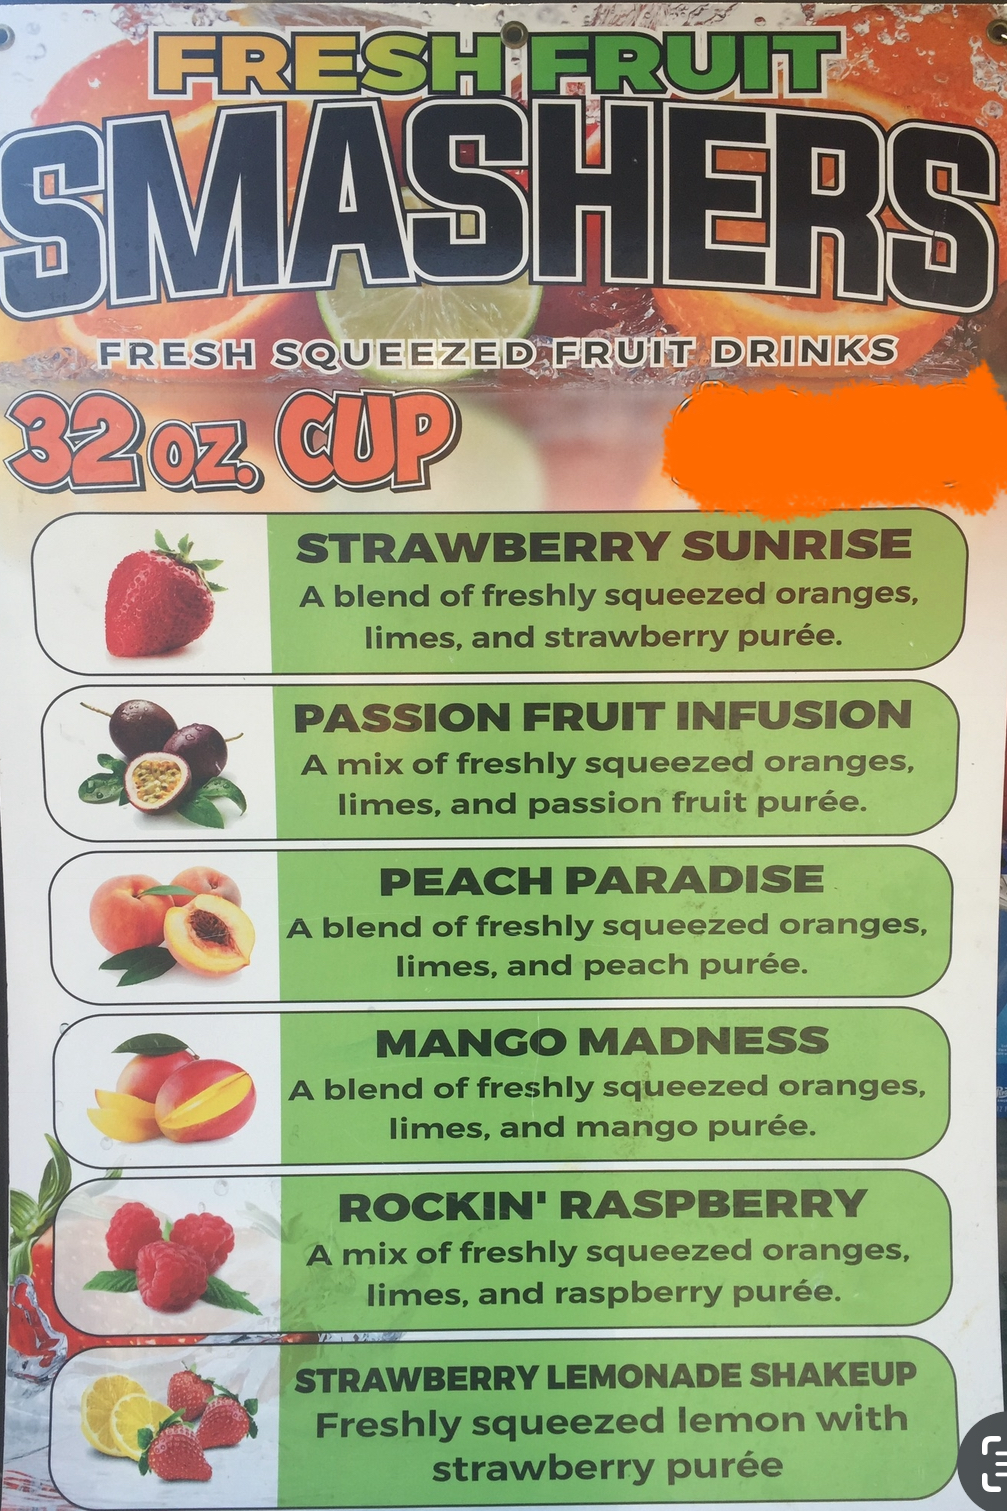 FRESH FRUIT
SMASHERS
FRESH SQUEEZED FRUIT DRINKS
32 oz. CUP
STRAWBERRY SUNRISE
A blend of freshly squeezed oranges,
limes, and strawberry purée.
PASSION FRUIT INFUSION
A mix of freshly squeezed oranges,
limes, and passion fruit purée.
PEACH PARADISE
A blend of freshly squeezed oranges,
limes, and peach purée.
MANGO MADNESS
A blend of freshly squeezed oranges,
limes, and mango purée.
ROCKIN' RASPBERRY
A mix of freshly squeezed oranges,
limes, and raspberry purée.
STRAWBERRY LEMONADE SHAKEUP
Freshly squeezed lemon with
strawberry purée